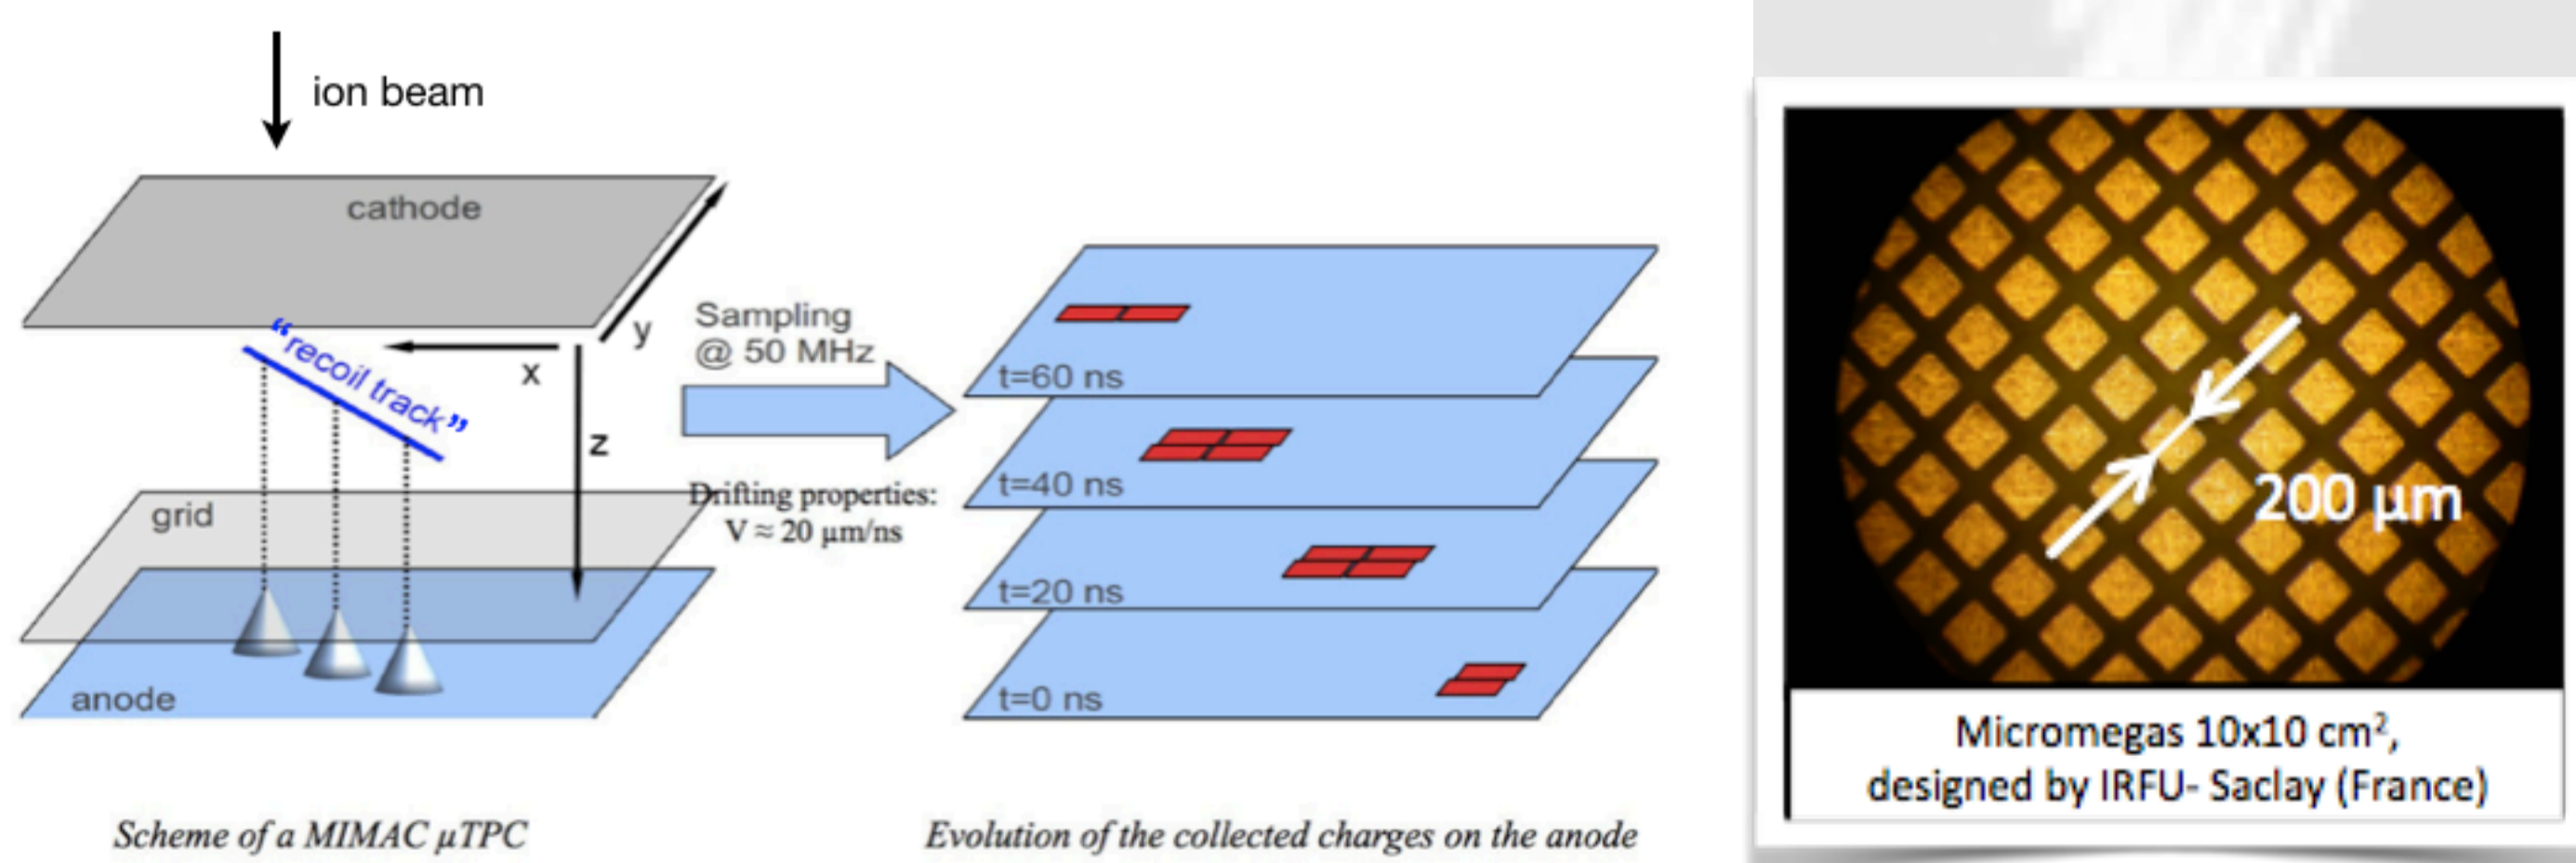 ion beam
cathode
y
x
“recoil track”
z
grid
anode
Scheme of a MIMAC µTPC
Sampling
@ 50 MHz
Drifting properties:
V ≈ 20 µm/ns
t=60 ns
t=40 ns
t=20 ns
t=0 ns
Evolution of the collected charges on the anode
200 µm
Micromegas 10x10 cm²,
designed by IRFU- Saclay (France)